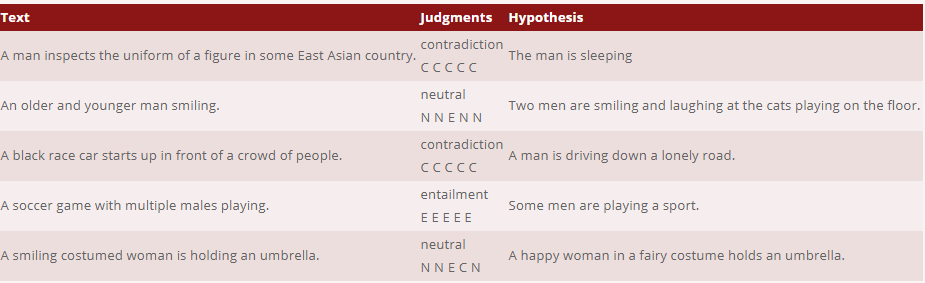 Text Judgments Hypothesis
A man inspects the uniform of a figure in some East Asian country. contradiction C C C C C The man is sleeping
An older and younger man smiling. neutral N N E N N Two men are smiling and laughing at the cats playing on the floor.
A black race car starts up in front of a crowd of people. contradiction C C C C C A man is driving down a lonely road.
A soccer game with multiple males playing. entailment E E E E E Some men are playing a sport.
A smiling costumed woman is holding an umbrella. neutral N N E C N A happy woman in a fairy costume holds an umbrella.